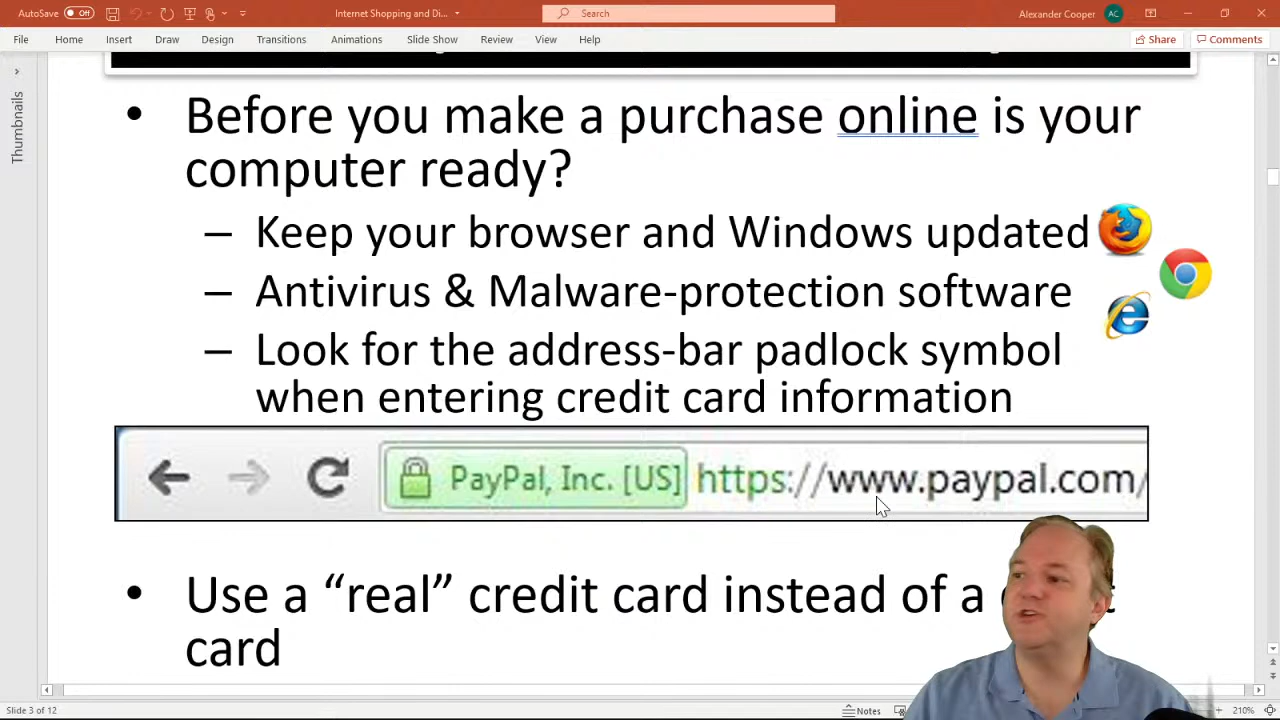 AutoSave Off Internet Shopping and Di... Search Alexander Cooper AC
File Home Insert Draw Design Transitions Animations Slide Show Review View Help Share Comments
Thumbnails
• Before you make a purchase online is your
computer ready?
– Keep your browser and Windows updated
– Antivirus & Malware-protection software
– Look for the address-bar padlock symbol
when entering credit card information
PayPal, Inc. [US] https://www.paypal.com/
• Use a “real” credit card instead of a
card
Slide 3 of 12 Notes 210%